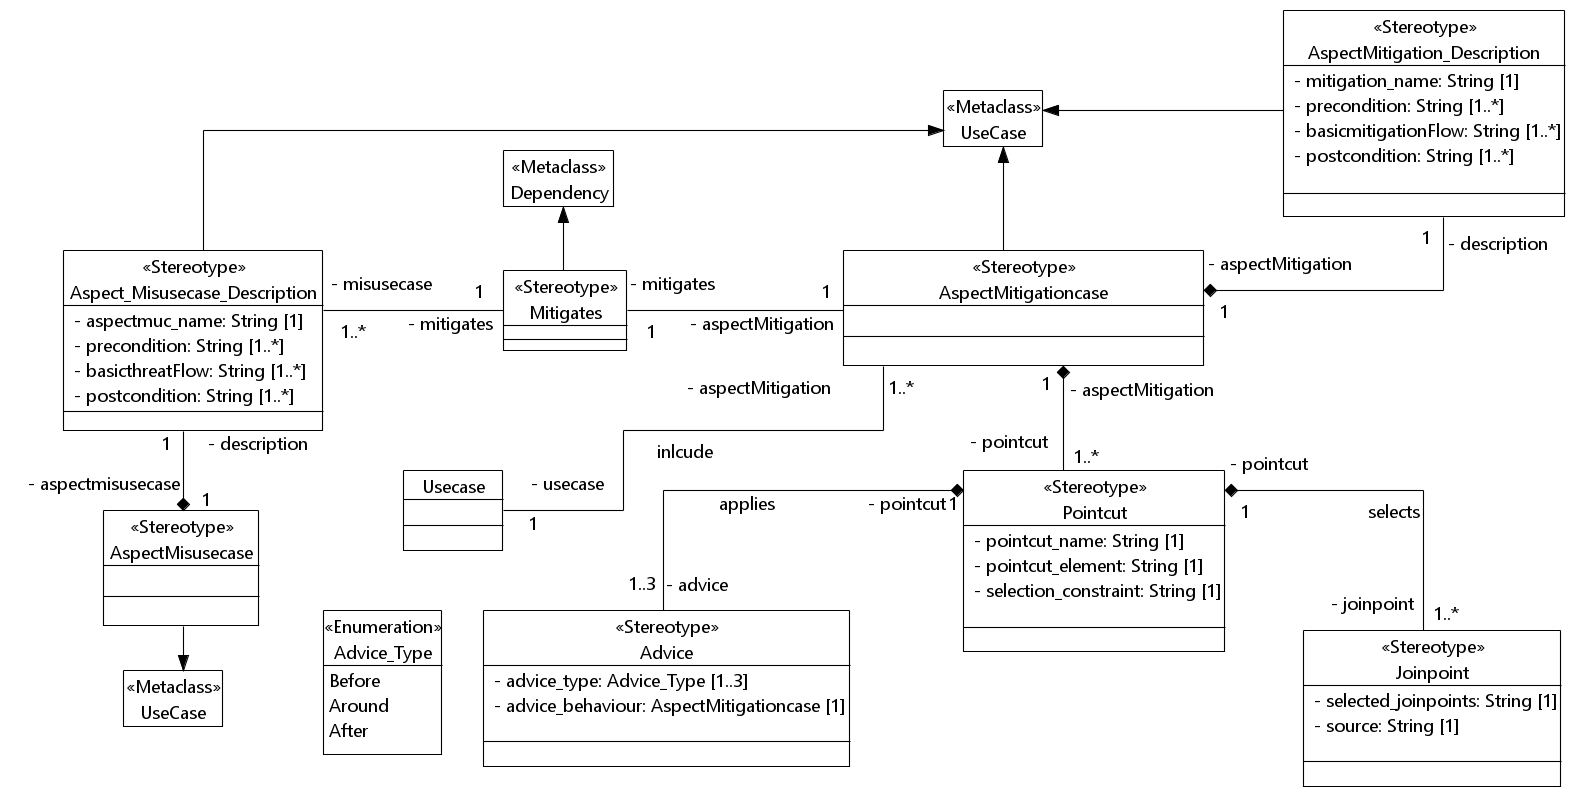 «Stereotype»
AspectMitigation_Description
- mitigation_name: String [1]
- precondition: String [1..*]
- basicmitigationFlow: String [1..*]
- postcondition: String [1..*]
«Metaclass»
UseCase
«Metaclass»
Dependency
1
- description
«Stereotype»
Aspect_Misusecase_Description
- aspectmuc_name: String [1]
- precondition: String [1..*]
- basicthreatFlow: String [1..*]
- postcondition: String [1..*]
- misusecase
1
1..*
- mitigates
«Stereotype»
Mitigates
- mitigates
1
1
- aspectMitigation
«Stereotype»
AspectMitigationcase
- aspectMitigation
1
- aspectMitigation
1..*
1
- aspectMitigation
1
- description
- aspectmisusecase
1
inlcude
- pointcut
1..*
Usecase
- usecase
1
«Stereotype»
AspectMisusecase
«Metaclass»
UseCase
applies
- pointcut
1
«Stereotype»
Pointcut
- pointcut_name: String [1]
- pointcut_element: String [1]
- selection_constraint: String [1]
- pointcut
1
selects
1..3
- advice
- joinpoint
1..*
«Enumeration»
Advice_Type
Before
Around
After
«Stereotype»
Advice
- advice_type: Advice_Type [1..3]
- advice_behaviour: AspectMitigationcase [1]
«Stereotype»
Joinpoint
- selected_joinpoints: String [1]
- source: String [1]